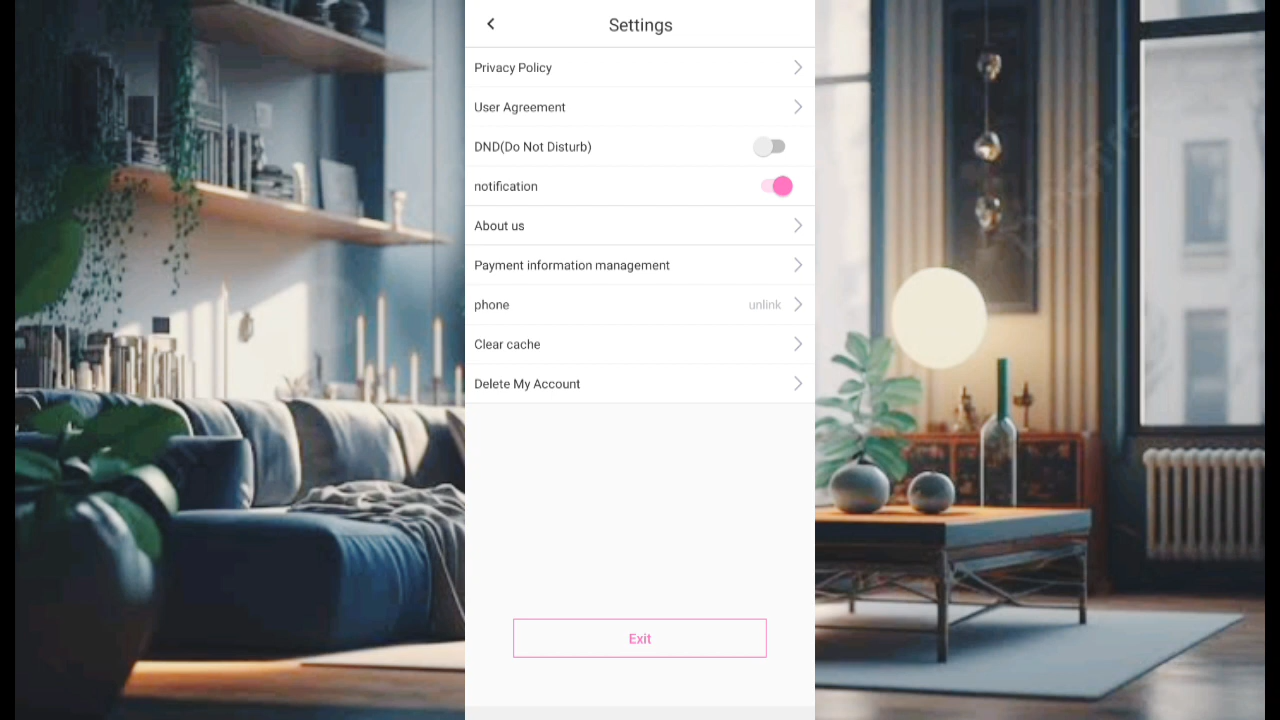 Settings
Privacy Policy
User Agreement
DND(Do Not Disturb)
notification
About us
Payment information management
phone unlink
Clear cache
Delete My Account
Exit